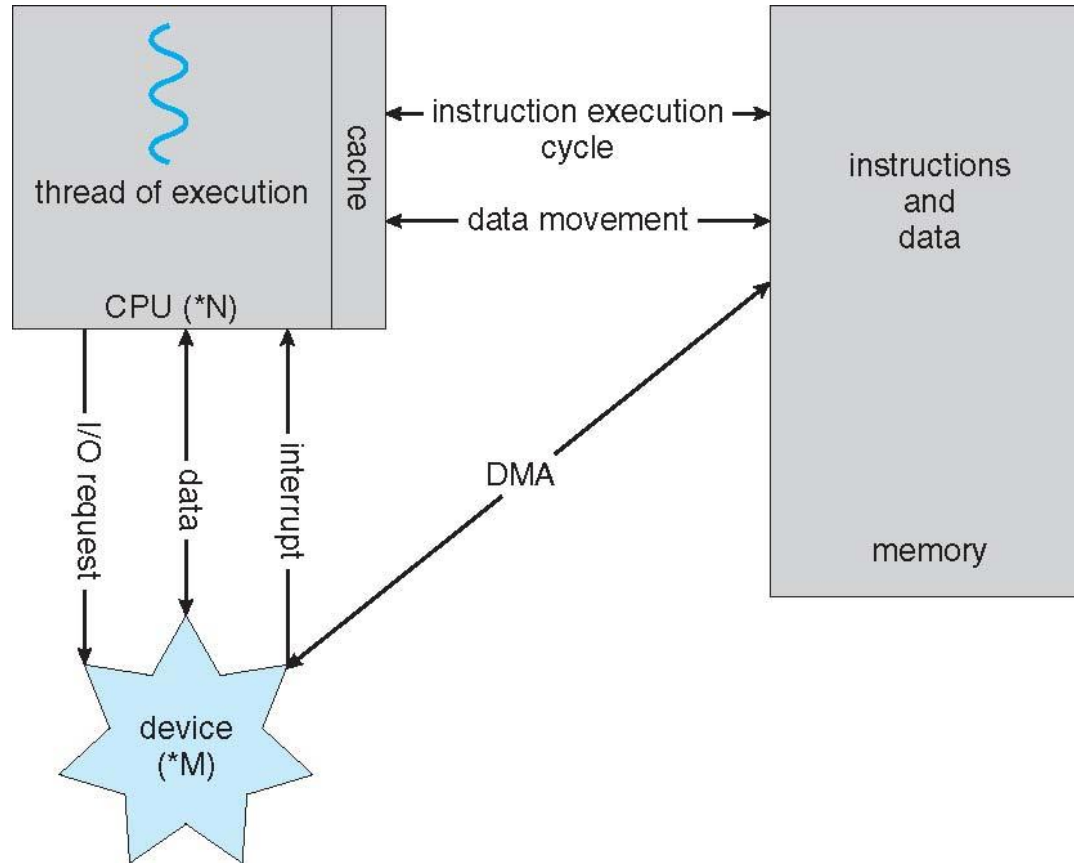 thread of execution
cache
CPU (*N)
instruction execution
cycle
data movement
instructions
and
data
memory
I/O request
data
interrupt
DMA
device
(*M)